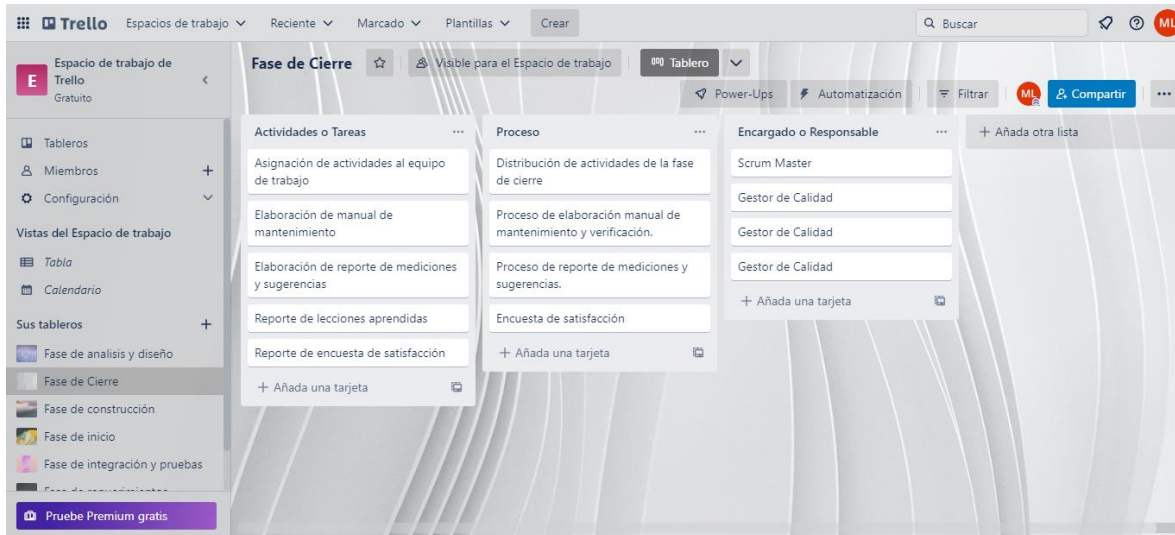 Trello
Espacios de trabajo
Reciente
Marcado
Plantillas
Crear
Buscar
ML
E
Espacio de trabajo de
Trello
Gratuito
Tableros
Miembros
Configuración
Vistas del Espacio de trabajo
Tabla
Calendario
Sus tableros
Fase de analisis y diseño
Fase de Cierre
Fase de construcción
Fase de inicio
Fase de integración y pruebas
Fase de requerimientos
Pruebe Premium gratis
Fase de Cierre
Visible para el Espacio de trabajo
Tablero
Power-Ups
Automatización
Filtrar
ML
Compartir
Actividades o Tareas
Asignación de actividades al equipo
de trabajo
Elaboración de manual de
mantenimiento
Elaboración de reporte de mediciones
y sugerencias
Reporte de lecciones aprendidas
Reporte de encuesta de satisfacción
+ Añada una tarjeta
Proceso
Distribución de actividades de la fase
de cierre
Proceso de elaboración manual de
mantenimiento y verificación.
Proceso de reporte de mediciones y
sugerencias.
Encuesta de satisfacción
+ Añada una tarjeta
Encargado o Responsable
Scrum Master
Gestor de Calidad
Gestor de Calidad
Gestor de Calidad
+ Añada una tarjeta
+ Añada otra lista